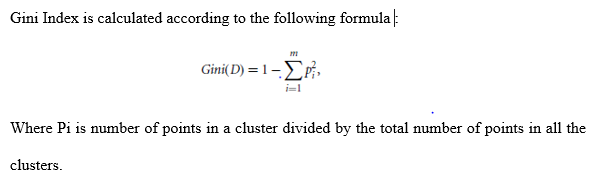 Gini Index is calculated according to the following formula:
Gini(D) = 1 - \sum_{i=1}^{m} p_i^2,
Where Pi is number of points in a cluster divided by the total number of points in all the
clusters.